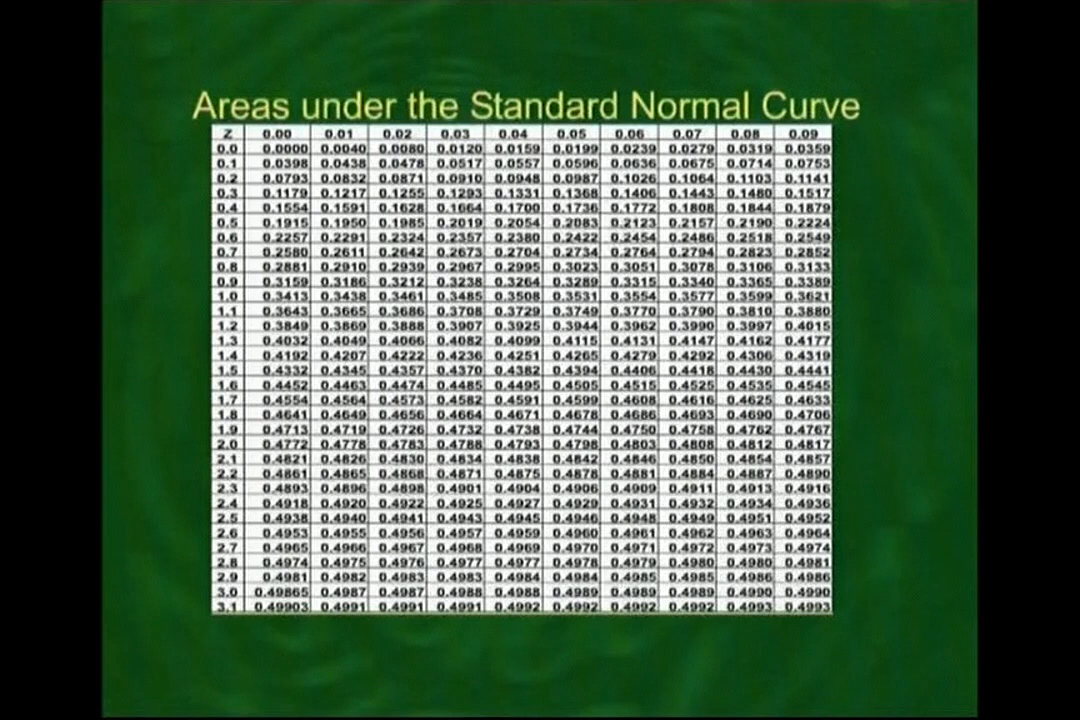 Areas under the Standard Normal Curve
Z 0.00 0.01 0.02 0.03 0.04 0.05 0.06 0.07 0.08 0.09
0.0 0.0000 0.0040 0.0080 0.0120 0.0159 0.0199 0.0239 0.0279 0.0319 0.0359
0.1 0.0398 0.0438 0.0478 0.0517 0.0557 0.0596 0.0636 0.0675 0.0714 0.0753
0.2 0.0793 0.0832 0.0871 0.0910 0.0948 0.0987 0.1026 0.1064 0.1103 0.1141
0.3 0.1179 0.1217 0.1255 0.1293 0.1331 0.1368 0.1406 0.1443 0.1480 0.1517
0.4 0.1554 0.1591 0.1628 0.1664 0.1700 0.1736 0.1772 0.1808 0.1844 0.1879
0.5 0.1915 0.1950 0.1985 0.2019 0.2054 0.2083 0.2123 0.2157 0.2190 0.2224
0.6 0.2257 0.2291 0.2324 0.2357 0.2380 0.2422 0.2454 0.2486 0.2518 0.2549
0.7 0.2580 0.2611 0.2642 0.2673 0.2704 0.2734 0.2764 0.2794 0.2823 0.2852
0.8 0.2881 0.2910 0.2939 0.2967 0.2995 0.3023 0.3051 0.3078 0.3106 0.3133
0.9 0.3159 0.3186 0.3212 0.3238 0.3264 0.3289 0.3315 0.3340 0.3365 0.3389
1.0 0.3413 0.3438 0.3461 0.3485 0.3508 0.3531 0.3554 0.3577 0.3599 0.3621
1.1 0.3643 0.3665 0.3686 0.3708 0.3729 0.3749 0.3770 0.3790 0.3810 0.3880
1.2 0.3849 0.3869 0.3888 0.3907 0.3925 0.3944 0.3962 0.3990 0.3997 0.4015
1.3 0.4032 0.4049 0.4066 0.4082 0.4099 0.4115 0.4131 0.4147 0.4162 0.4177
1.4 0.4192 0.4207 0.4222 0.4236 0.4251 0.4265 0.4279 0.4292 0.4306 0.4319
1.5 0.4332 0.4345 0.4357 0.4370 0.4382 0.4394 0.4406 0.4418 0.4430 0.4441
1.6 0.4452 0.4463 0.4474 0.4485 0.4495 0.4505 0.4515 0.4525 0.4535 0.4545
1.7 0.4554 0.4564 0.4573 0.4582 0.4591 0.4599 0.4608 0.4616 0.4625 0.4633
1.8 0.4641 0.4649 0.4656 0.4664 0.4671 0.4678 0.4686 0.4693 0.4690 0.4706
1.9 0.4713 0.4719 0.4726 0.4732 0.4738 0.4744 0.4750 0.4758 0.4762 0.4767
2.0 0.4772 0.4778 0.4783 0.4788 0.4793 0.4798 0.4803 0.4808 0.4812 0.4817
2.1 0.4821 0.4826 0.4830 0.4834 0.4838 0.4842 0.4846 0.4850 0.4854 0.4857
2.2 0.4861 0.4865 0.4868 0.4871 0.4875 0.4878 0.4881 0.4884 0.4887 0.4890
2.3 0.4893 0.4896 0.4898 0.4901 0.4904 0.4906 0.4909 0.4911 0.4913 0.4916
2.4 0.4918 0.4920 0.4922 0.4925 0.4927 0.4929 0.4931 0.4932 0.4934 0.4936
2.5 0.4938 0.4940 0.4941 0.4943 0.4945 0.4946 0.4948 0.4949 0.4951 0.4952
2.6 0.4953 0.4955 0.4956 0.4957 0.4959 0.4960 0.4961 0.4962 0.4963 0.4964
2.7 0.4965 0.4966 0.4967 0.4968 0.4969 0.4970 0.4971 0.4972 0.4973 0.4974
2.8 0.4974 0.4975 0.4976 0.4977 0.4977 0.4978 0.4979 0.4980 0.4980 0.4981
2.9 0.4981 0.4982 0.4983 0.4983 0.4984 0.4984 0.4985 0.4985 0.4986 0.4986
3.0 0.49865 0.4987 0.4987 0.4988 0.4988 0.4989 0.4989 0.4989 0.4990 0.4990
3.1 0.49903 0.4991 0.4991 0.4991 0.4992 0.4992 0.4992 0.4992 0.4993 0.4993